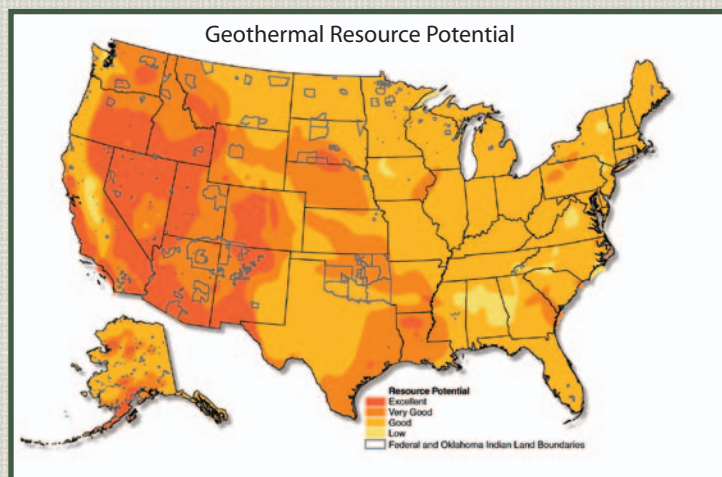 Geothermal Resource Potential
Resource Potential
Excellent
Very Good
Good
Low
Federal and Oklahoma Indian Land Boundaries